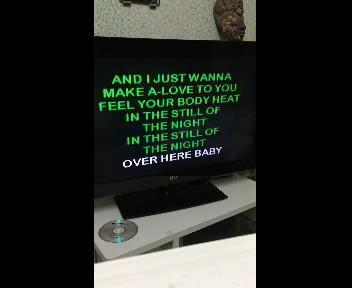 AND I JUST WANNA
MAKE A-LOVE TO YOU
FEEL YOUR BODY HEAT
IN THE STILL OF
THE NIGHT
IN THE STILL OF
THE NIGHT
OVER HERE BABY